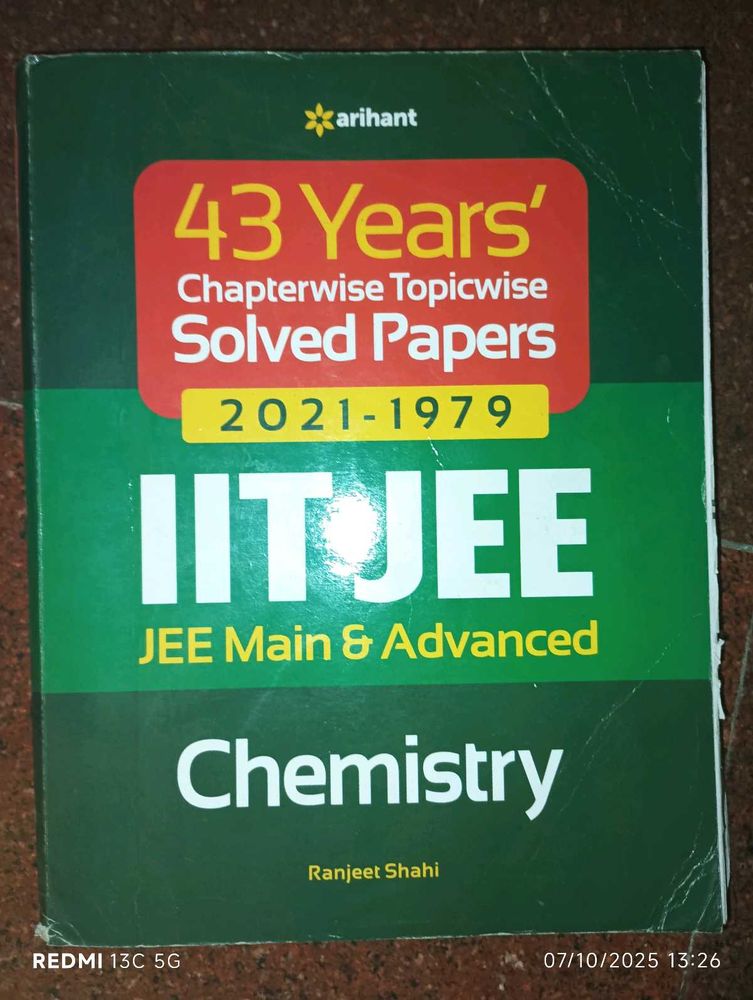 arihant
43 Years'
Chapterwise Topicwise
Solved Papers
2021-1979
IIT JEE
JEE Main & Advanced
Chemistry
Ranjeet Shahi
REDMI 13C 5G
07/10/2025 13:26